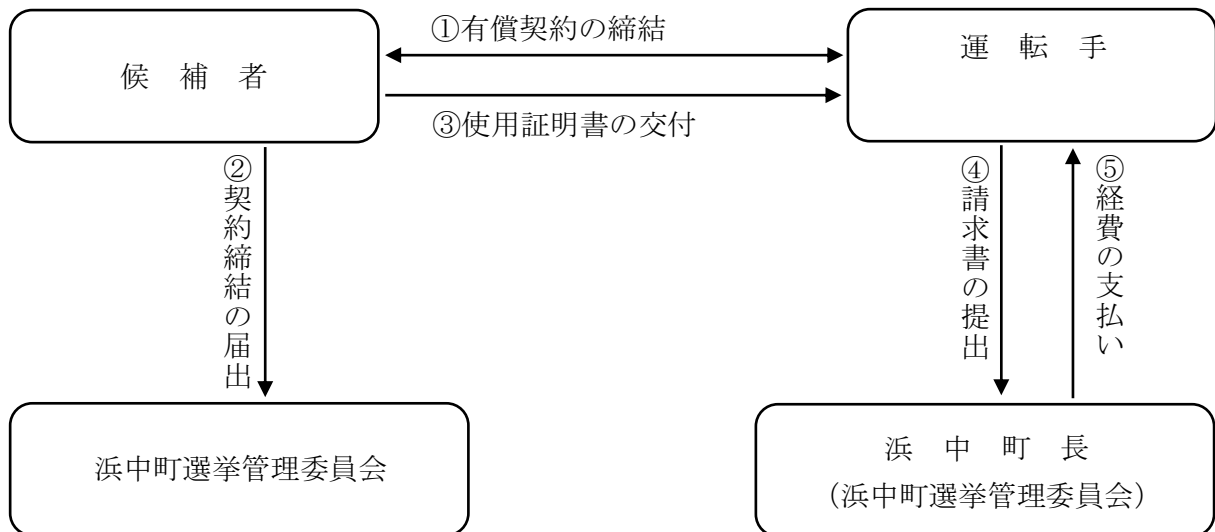 ①有償契約の締結
候 補 者
運 転 手
③使用証明書の交付
②契約締結の届出
④請求書の提出
⑤経費の支払い
浜中町選挙管理委員会
浜 中 町 長
（浜中町選挙管理委員会）